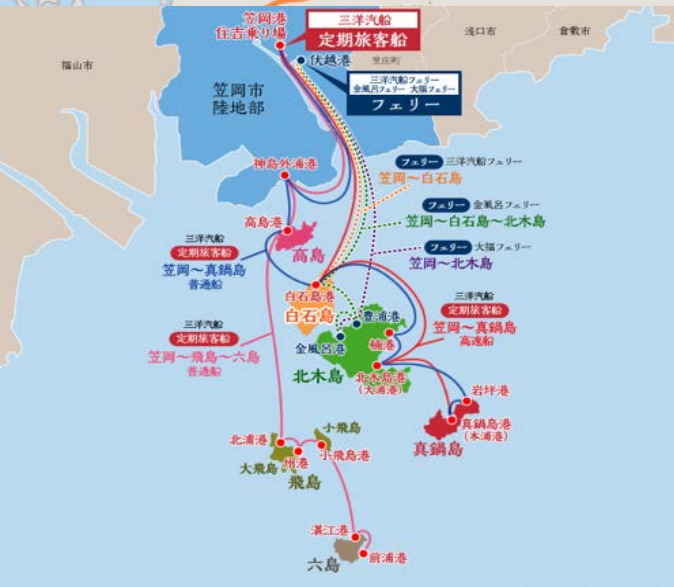 笠岡港
住吉乗り場
三洋汽船
定期旅客船
浅口市
倉敷市
里庄町
福山市
伏越港
三洋汽船フェリー
金風呂フェリー 大福フェリー
フェリー
笠岡市
陸地部
神島外浦港
フェリー 三洋汽船フェリー
笠岡~白石島
フェリー 金風呂フェリー
笠岡~白石島~北木島
フェリー 大福フェリー
笠岡~北木島
高島港
高島
三洋汽船
定期旅客船
笠岡~真鍋島
普通船
白石島港
白石島
三洋汽船
定期旅客船
笠岡~真鍋島
高速船
豊浦港
金風呂港
楠港
三洋汽船
定期旅客船
笠岡~飛島~六島
普通船
北木島
北木島港
(大浦港)
岩坪港
真鍋島港
(本浦港)
真鍋島
小飛島
北浦港
州港
小飛島港
大飛島
飛島
湛江港
前浦港
六島